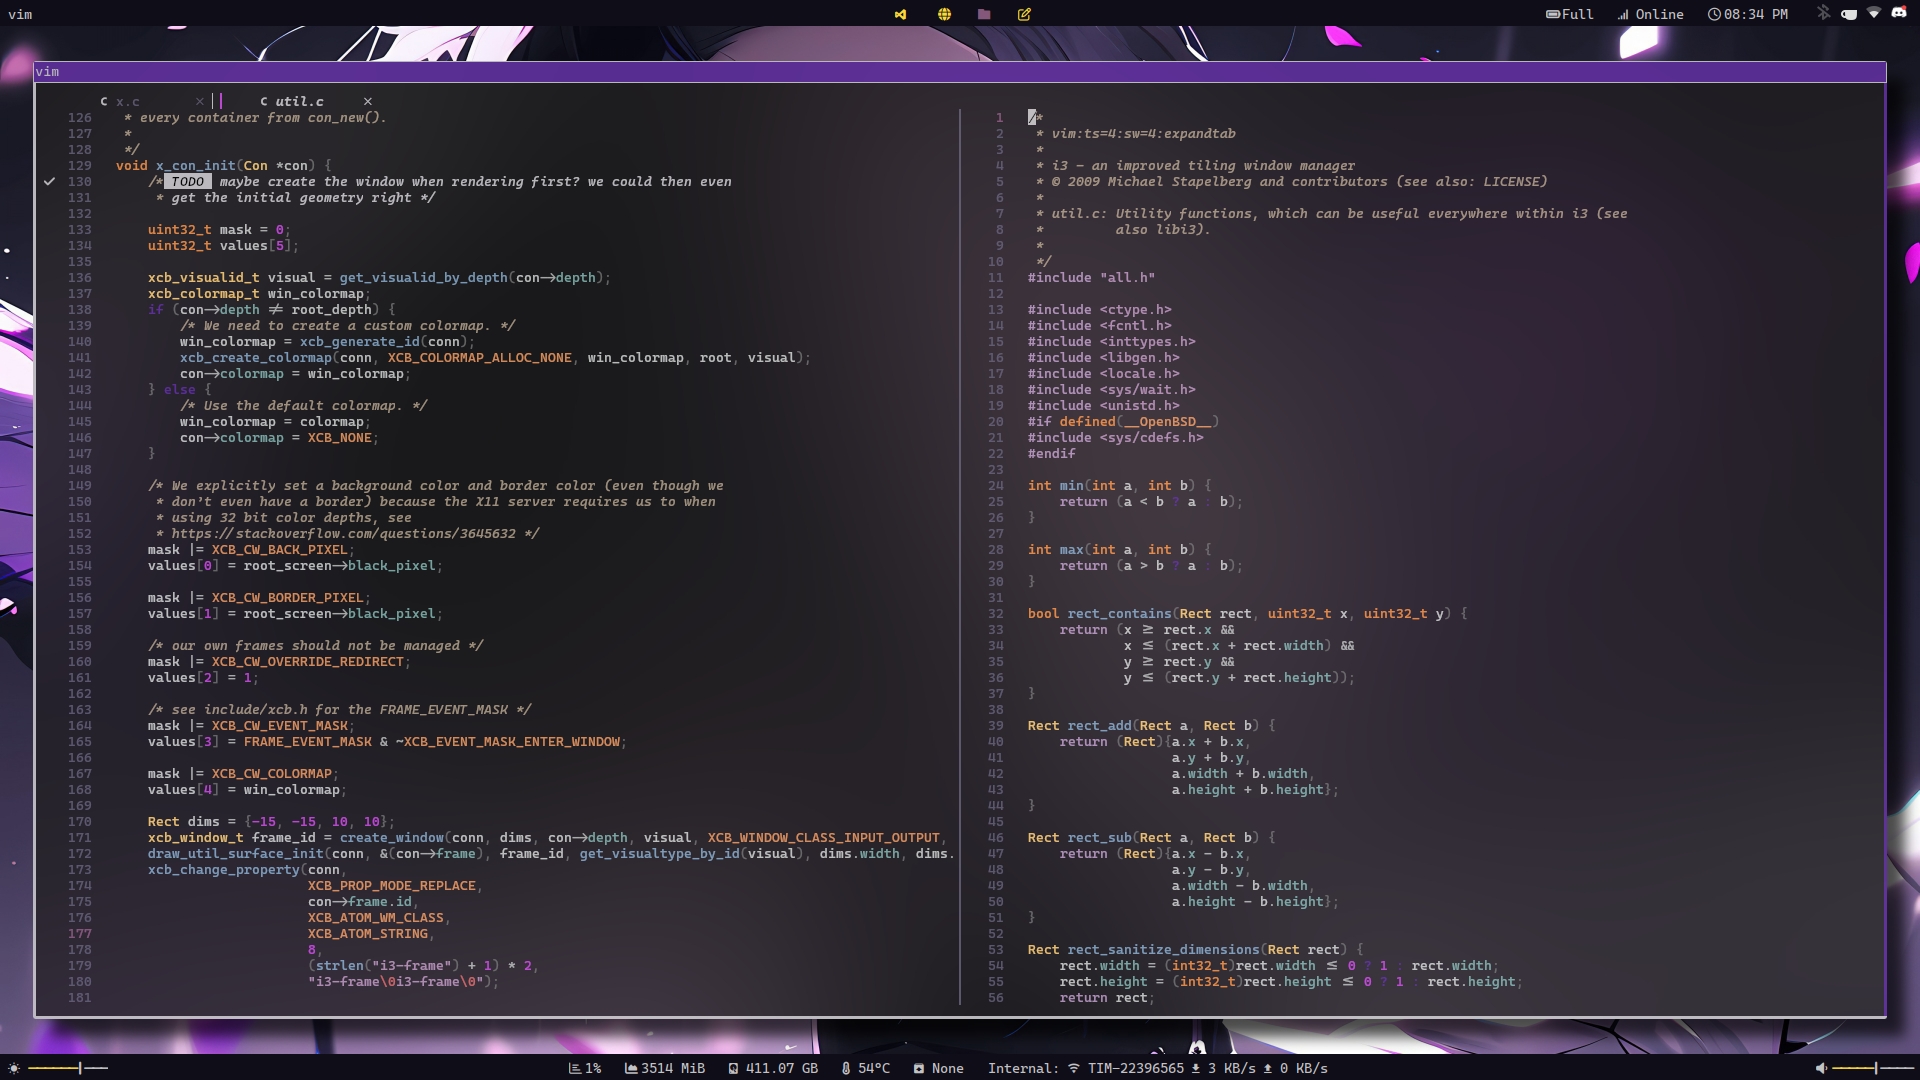 vim
Full
Online
08:34 PM
vim
C x.c × C util.c ×
126 * every container from con_new().
127 *
128 */
129 void x_con_init(Con *con) {
130 /* TODO maybe create the window when rendering first? we could then even
131 * get the initial geometry right */
132
133 uint32_t mask = 0;
134 uint32_t values[5];
135
136 xcb_visualid_t visual = get_visualid_by_depth(con->depth);
137 xcb_colormap_t win_colormap;
138 if (con->depth != root_depth) {
139 /* We need to create a custom colormap. */
140 win_colormap = xcb_generate_id(conn);
141 xcb_create_colormap(conn, XCB_COLORMAP_ALLOC_NONE, win_colormap, root, visual);
142 con->colormap = win_colormap;
143 } else {
144 /* Use the default colormap. */
145 win_colormap = colormap;
146 con->colormap = XCB_NONE;
147 }
148
149 /* We explicitly set a background color and border color (even though we
150 * don't even have a border) because the X11 server requires us to when
151 * using 32 bit color depths, see
152 * https://stackoverflow.com/questions/3645632 */
153 mask |= XCB_CW_BACK_PIXEL;
154 values[0] = root_screen->black_pixel;
155
156 mask |= XCB_CW_BORDER_PIXEL;
157 values[1] = root_screen->black_pixel;
158
159 /* our own frames should not be managed */
160 mask |= XCB_CW_OVERRIDE_REDIRECT;
161 values[2] = 1;
162
163 /* see include/xcb.h for the FRAME_EVENT_MASK */
164 mask |= XCB_CW_EVENT_MASK;
165 values[3] = FRAME_EVENT_MASK & ~XCB_EVENT_MASK_ENTER_WINDOW;
166
167 mask |= XCB_CW_COLORMAP;
168 values[4] = win_colormap;
169
170 Rect dims = {-15, -15, 10, 10};
171 xcb_window_t frame_id = create_window(conn, dims, con->depth, visual, XCB_WINDOW_CLASS_INPUT_OUTPUT,
172 draw_util_surface_init(conn, &(con->frame), frame_id, get_visualtype_by_id(visual), dims.width, dims.
173 xcb_change_property(conn,
174 XCB_PROP_MODE_REPLACE,
175 con->frame.id,
176 XCB_ATOM_WM_CLASS,
177 XCB_ATOM_STRING,
178 8,
179 (strlen("i3-frame") + 1) * 2,
180 "i3-frame\0i3-frame\0");
181
1 /*
2 * vim:ts=4:sw=4:expandtab
3 *
4 * i3 - an improved tiling window manager
5 * © 2009 Michael Stapelberg and contributors (see also: LICENSE)
6 *
7 * util.c: Utility functions, which can be useful everywhere within i3 (see
8 * also libi3).
9 *
10 */
11 #include "all.h"
12
13 #include <ctype.h>
14 #include <fcntl.h>
15 #include <inttypes.h>
16 #include <libgen.h>
17 #include <locale.h>
18 #include <sys/wait.h>
19 #include <unistd.h>
20 #if defined(__OpenBSD__)
21 #include <sys/cdefs.h>
22 #endif
23
24 int min(int a, int b) {
25 return (a < b ? a : b);
26 }
27
28 int max(int a, int b) {
29 return (a > b ? a : b);
30 }
31
32 bool rect_contains(Rect rect, uint32_t x, uint32_t y) {
33 return (x >= rect.x &&
34 x <= (rect.x + rect.width) &&
35 y >= rect.y &&
36 y <= (rect.y + rect.height));
37 }
38
39 Rect rect_add(Rect a, Rect b) {
40 return (Rect){a.x + b.x,
41 a.y + b.y,
42 a.width + b.width,
43 a.height + b.height};
44 }
45
46 Rect rect_sub(Rect a, Rect b) {
47 return (Rect){a.x - b.x,
48 a.y - b.y,
49 a.width - b.width,
50 a.height - b.height};
51 }
52
53 Rect rect_sanitize_dimensions(Rect rect) {
54 rect.width = (int32_t)rect.width <= 0 ? 1 : rect.width;
55 rect.height = (int32_t)rect.height <= 0 ? 1 : rect.height;
56 return rect;
1% 3514 MiB 411.07 GB 54°C None Internal: TIM-22396565 3 KB/s 0 KB/s